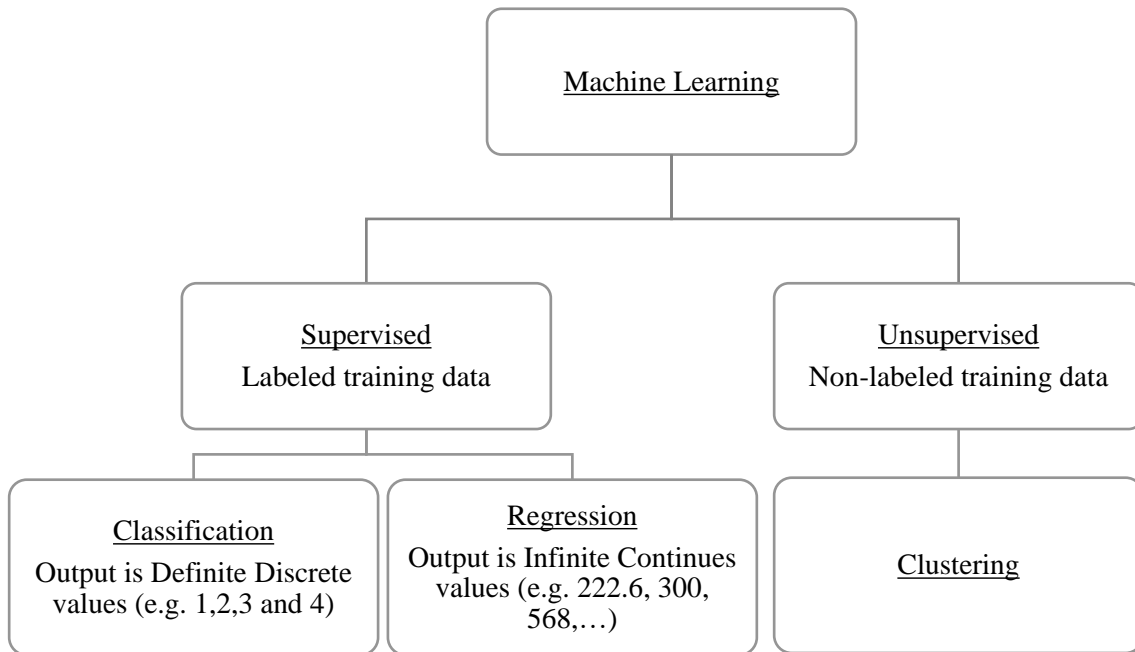 Machine Learning
Supervised
Labeled training data
Unsupervised
Non-labeled training data
Classification
Output is Definite Discrete
values (e.g. 1,2,3 and 4)
Regression
Output is Infinite Continues
values (e.g. 222.6, 300,
568,…)
Clustering